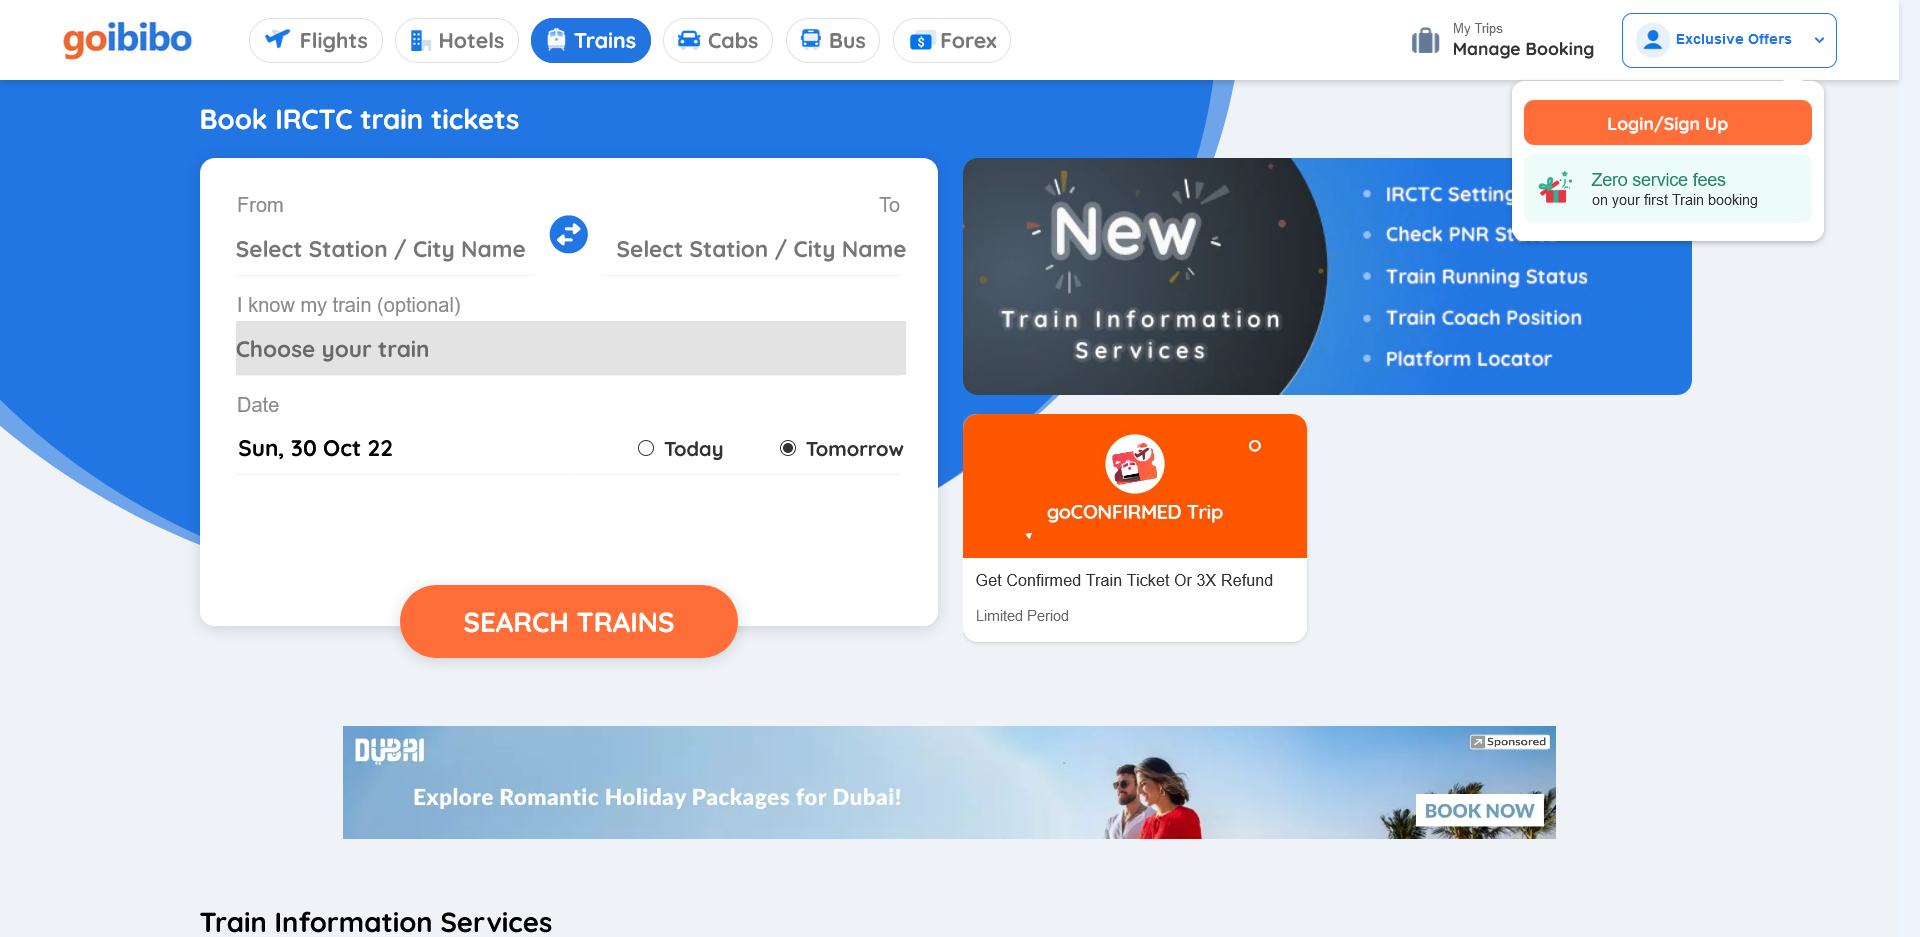 goibibo
Flights
Hotels
Trains
Cabs
Bus
Forex
My Trips
Manage Booking
Exclusive Offers
Login/Sign Up
Zero service fees
on your first Train booking
Book IRCTC train tickets
From
To
Select Station / City Name
Select Station / City Name
I know my train (optional)
Choose your train
Date
Sun, 30 Oct 22
Today
Tomorrow
SEARCH TRAINS
New
Train Information
Services
IRCTC
Check PNR
Train Running Status
Train Coach Position
Platform Locator
goCONFIRMED Trip
Get Confirmed Train Ticket Or 3X Refund
Limited Period
DUBAI
Explore Romantic Holiday Packages for Dubai!
Sponsored
BOOK NOW
Train Information Services